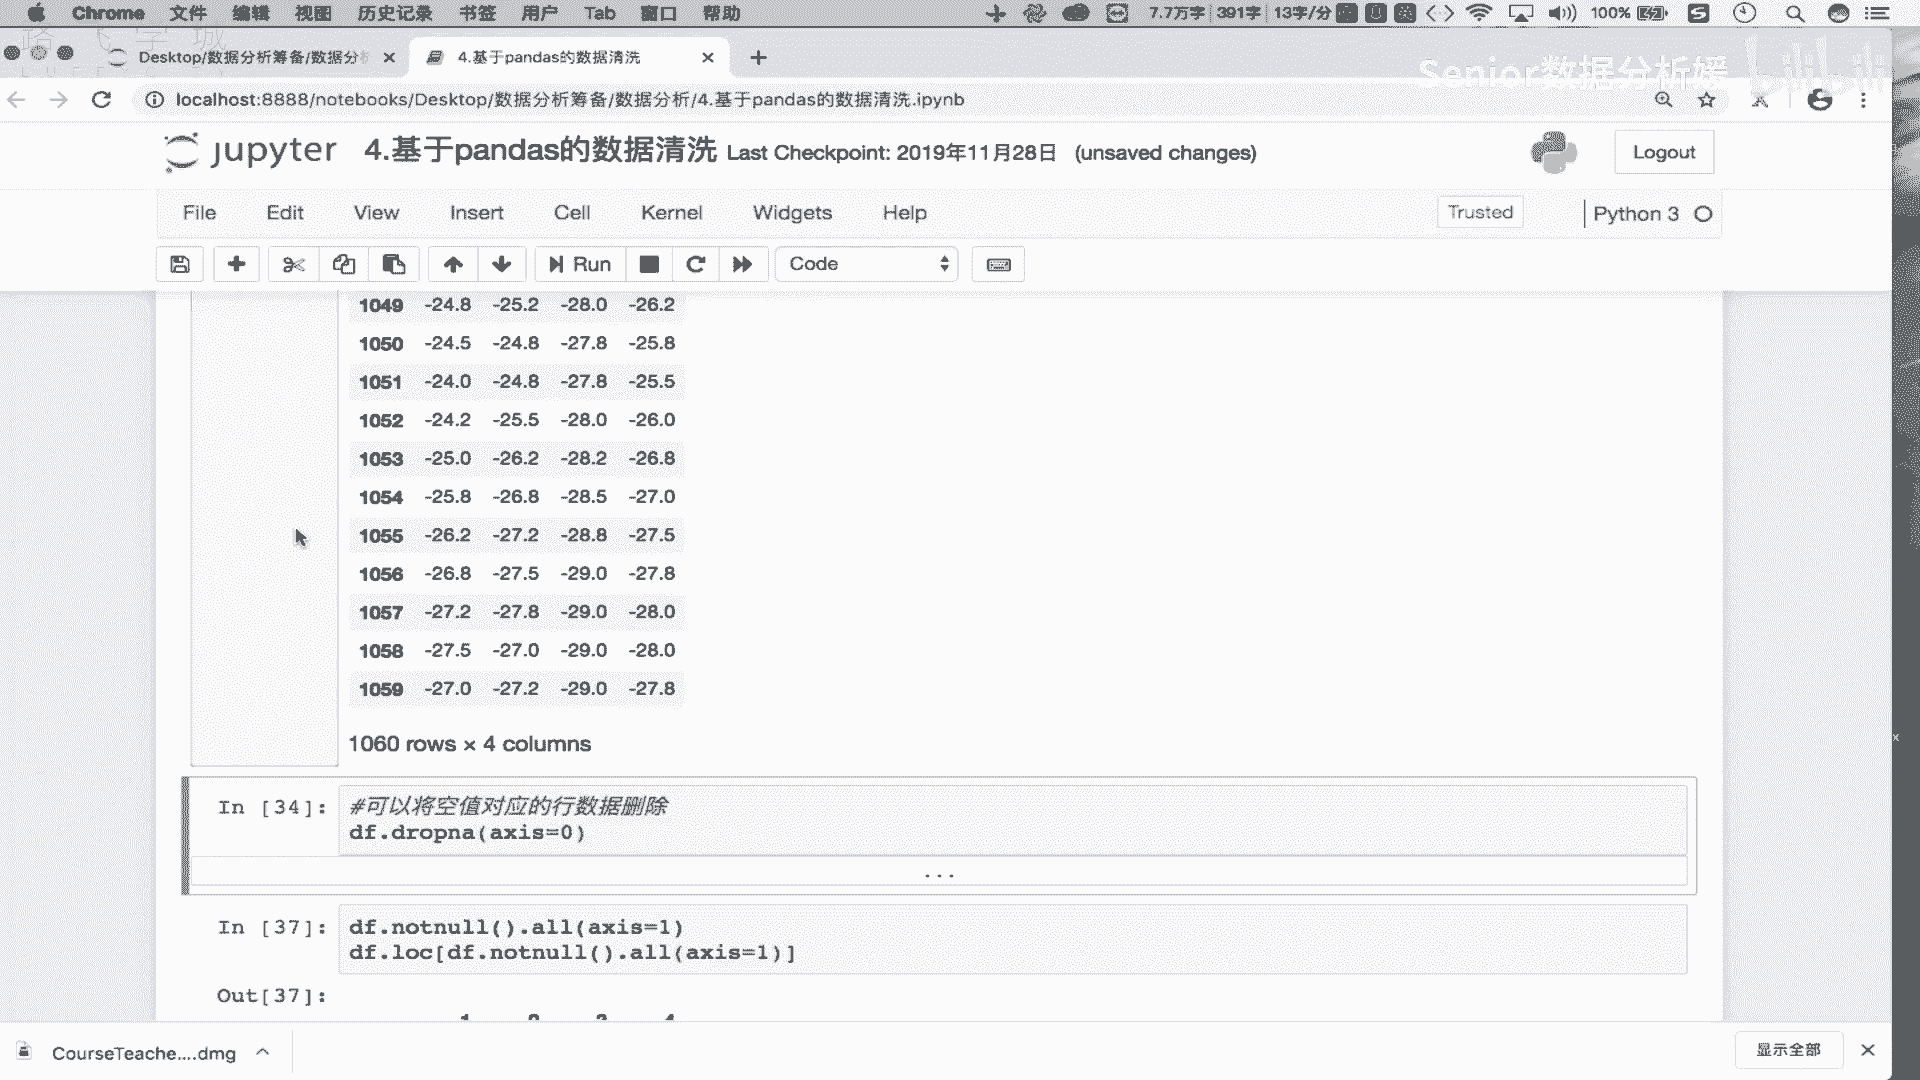 Chrome 文件 编辑 视图 历史记录 书签 用户 Tab 窗口 帮助 7.7万字 391字 13字/分 100%
Desktop/数据分析筹备/数据分析 4.基于pandas的数据清洗
Senior数据分析媛 bilibili
localhost:8888/notebooks/Desktop/数据分析筹备/数据分析/4.基于pandas的数据清洗.ipynb
jupyter 4.基于pandas的数据清洗 Last Checkpoint: 2019年11月28日 (unsaved changes) Logout
File Edit View Insert Cell Kernel Widgets Help Trusted Python 3
Run Code
1049 -24.8 -25.2 -28.0 -26.2
1050 -24.5 -24.8 -27.8 -25.8
1051 -24.0 -24.8 -27.8 -25.5
1052 -24.2 -25.5 -28.0 -26.0
1053 -25.0 -26.2 -28.2 -26.8
1054 -25.8 -26.8 -28.5 -27.0
1055 -26.2 -27.2 -28.8 -27.5
1056 -26.8 -27.5 -29.0 -27.8
1057 -27.2 -27.8 -29.0 -28.0
1058 -27.5 -27.0 -29.0 -28.0
1059 -27.0 -27.2 -29.0 -27.8
1060 rows × 4 columns
In [34]: #可以将空值对应的行数据删除
df.dropna(axis=0)
...
In [37]: df.notnull().all(axis=1)
df.loc[df.notnull().all(axis=1)]
Out[37]:
1 2 3 4
CourseTeache....dmg 显示全部